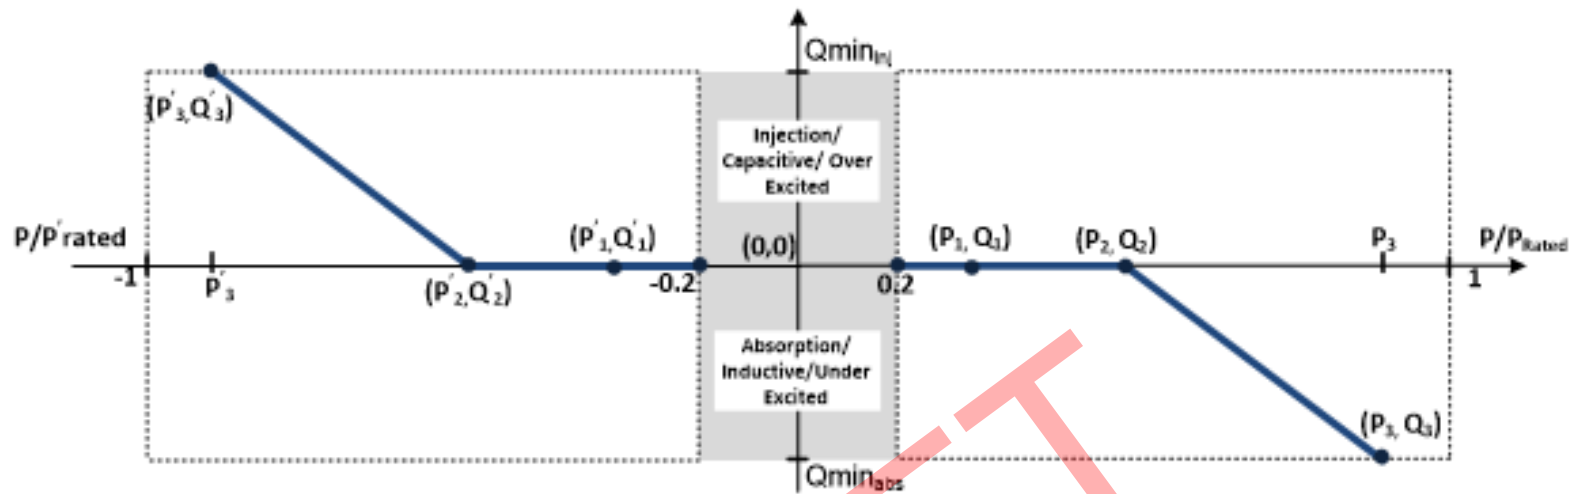 Qmin_Inj
(P'3,Q'3)
Injection/
Capacitive/ Over
Excited
P/P'rated
(P'1,Q'1)
(0,0)
(P1, Q1)
(P2, Q2)
P3
P/PRated
-1
P'3
(P'2,Q'2)
-0.2
0.2
1
Absorption/
Inductive/Under
Excited
(P3, Q3)
Qmin_abs